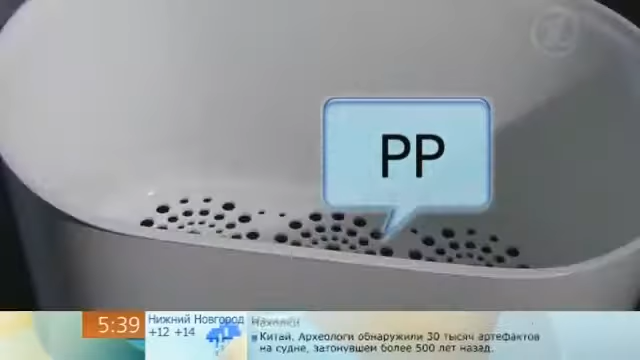 PP
5:39
Нижний Новгород
+12 +14
Находки
в Китай. Археологи обнаружили 30 тысяч артефактов
на судне, затонувшем более 500 лет назад.